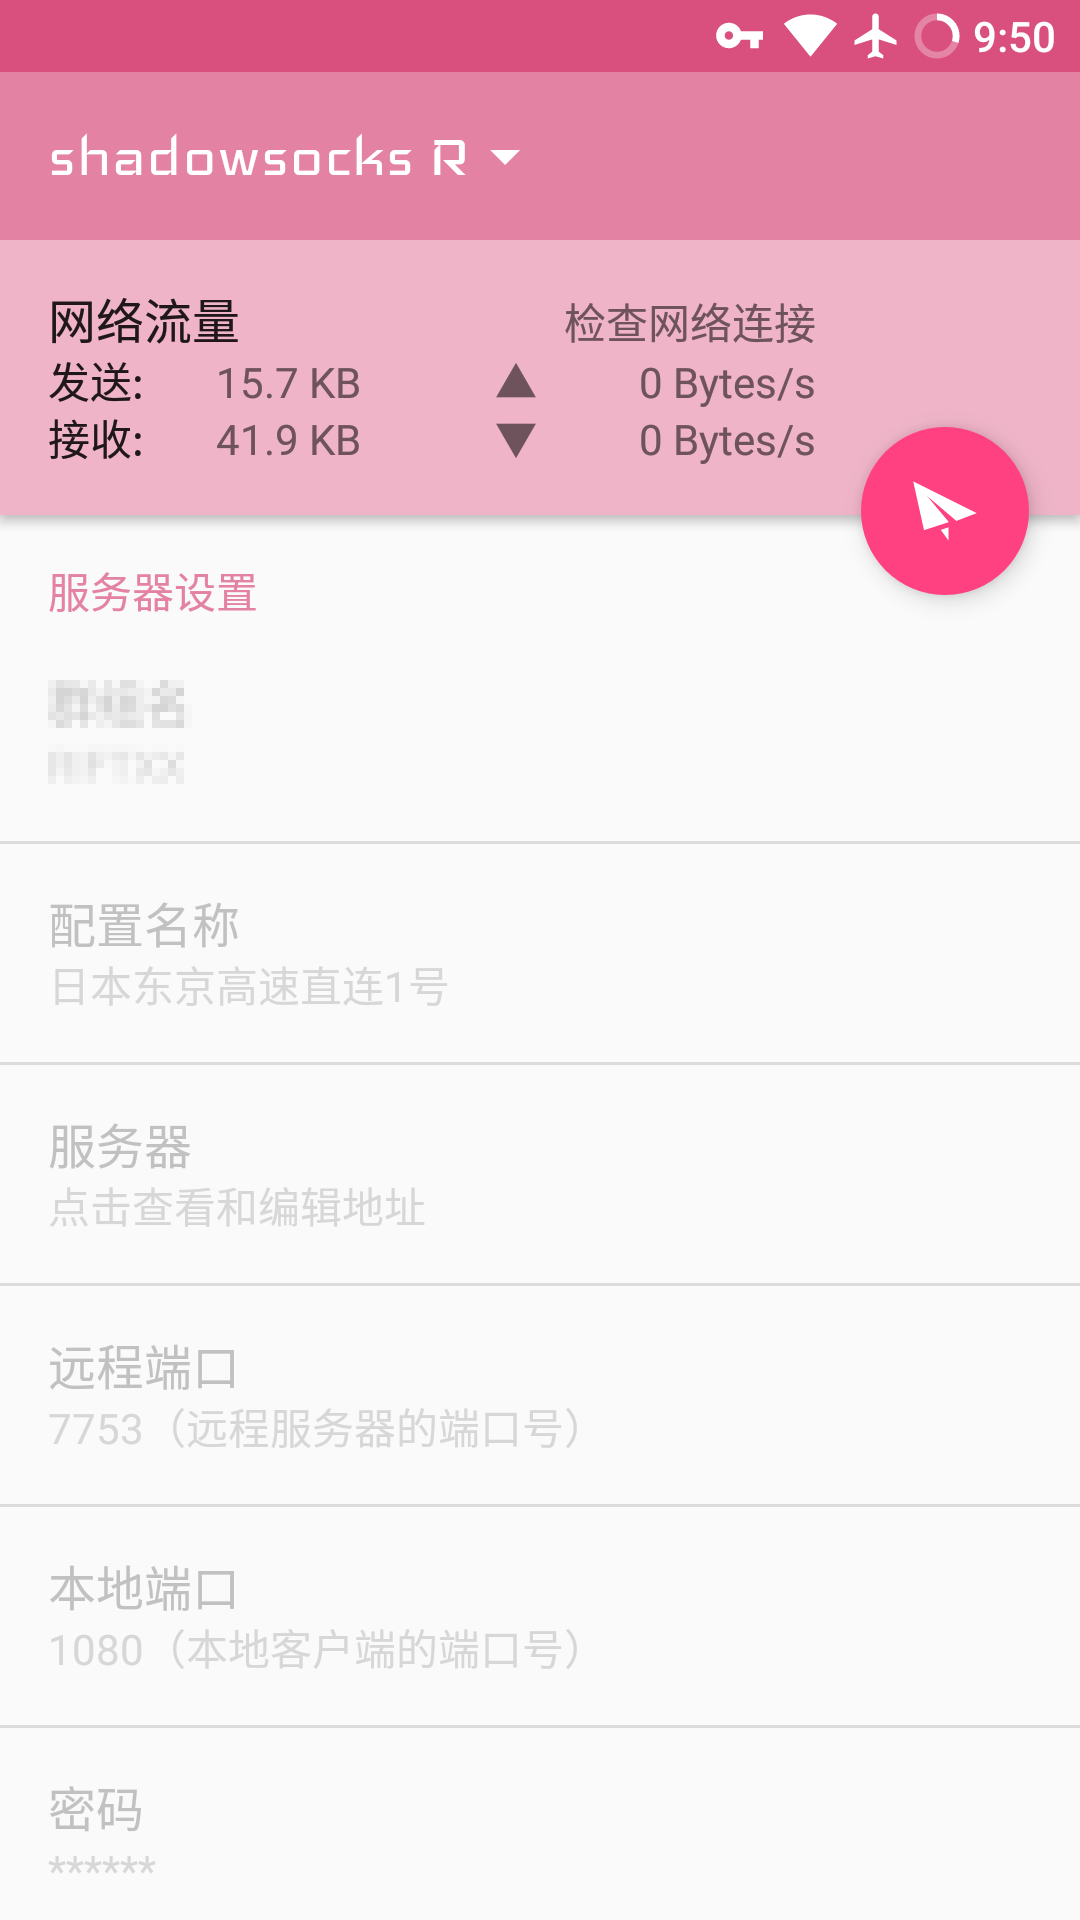 9:50
shadowsocks R
网络流量
检查网络连接
发送: 15.7 KB ▲ 0 Bytes/s
接收: 41.9 KB ▼ 0 Bytes/s
服务器设置
配置名称
日本东京高速直连1号
服务器
点击查看和编辑地址
远程端口
7753（远程服务器的端口号）
本地端口
1080（本地客户端的端口号）
密码
******